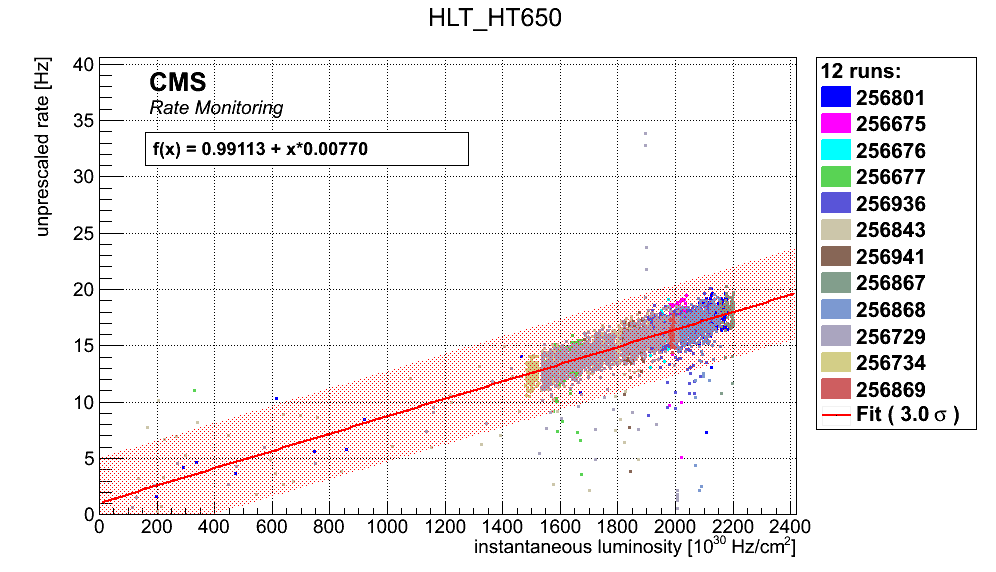 HLT_HT650
unprescaled rate [Hz]
40
35
30
25
20
15
10
5
0
CMS
Rate Monitoring
f(x) = 0.99113 + x*0.00770
0 200 400 600 800 1000 1200 1400 1600 1800 2000 2200 2400
instantaneous luminosity [10³⁰ Hz/cm²]
12 runs:
256801
256675
256676
256677
256936
256843
256941
256867
256868
256729
256734
256869
Fit ( 3.0 σ )